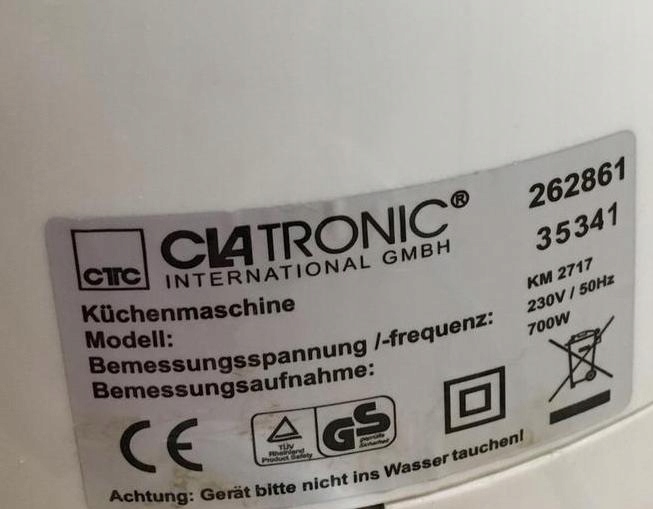 CTC CLATRONIC® 262861
INTERNATIONAL GMBH 35341
Küchenmaschine
Modell: KM 2717
Bemessungsspannung /-frequenz: 230V / 50Hz
Bemessungsaufnahme: 700W
CE
TÜV
Rheinland
Product Safety
GS
geprüfte
Sicherheit
Achtung: Gerät bitte nicht ins Wasser tauchen!